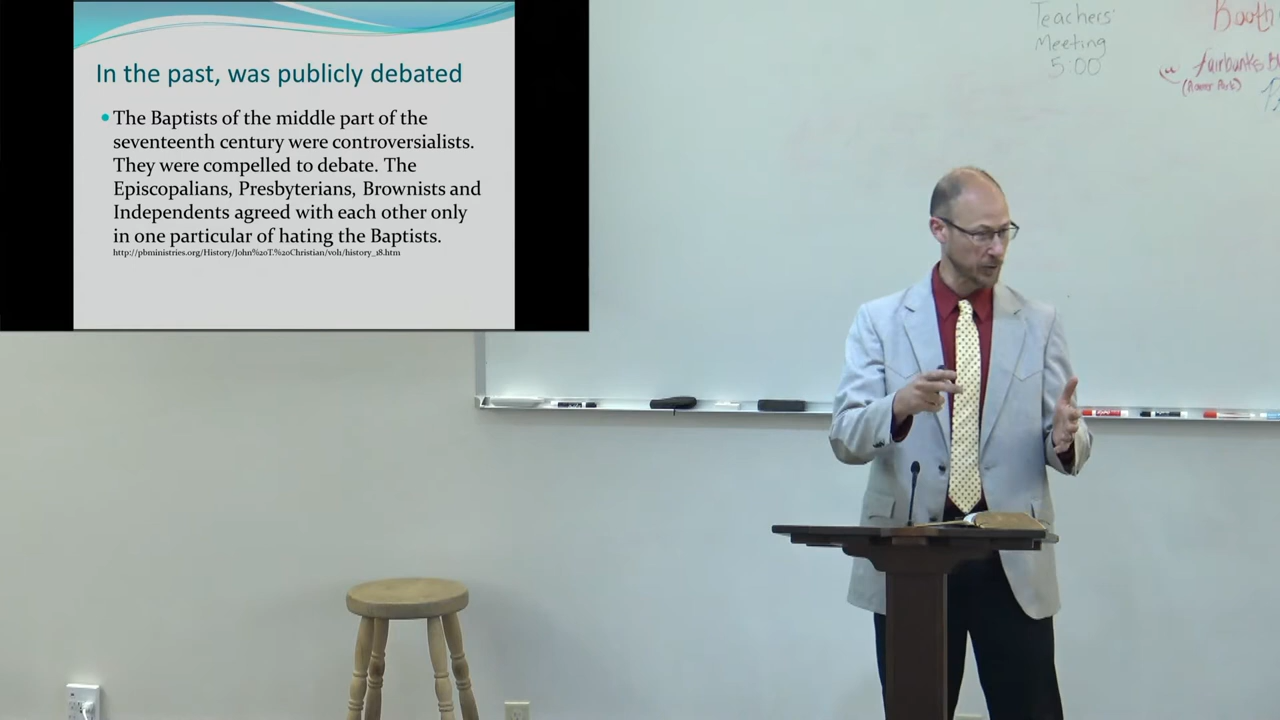 In the past, was publicly debated
• The Baptists of the middle part of the
seventeenth century were controversialists.
They were compelled to debate. The
Episcopalians, Presbyterians, Brownists and
Independents agreed with each other only
in one particular of hating the Baptists.
http://pbministries.org/History/John%20T.%20Christian/voh/history_18.htm
Teachers'
Meeting
5:00
Booth
Fairbanks